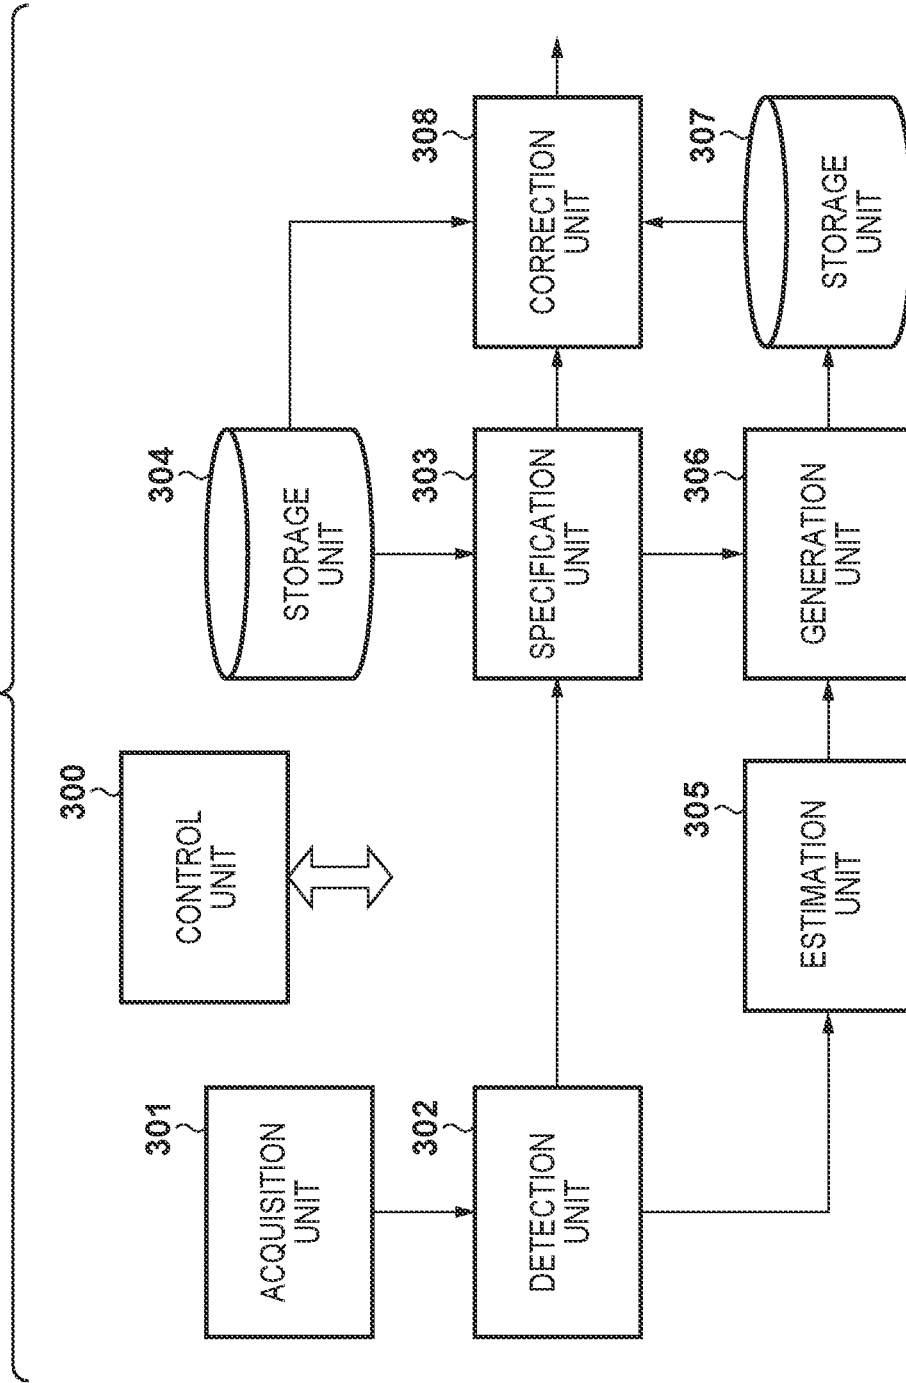 300
CONTROL
UNIT
301
ACQUISITION
UNIT
304
STORAGE
UNIT
302
DETECTION
UNIT
303
SPECIFICATION
UNIT
308
CORRECTION
UNIT
305
ESTIMATION
UNIT
306
GENERATION
UNIT
307
STORAGE
UNIT